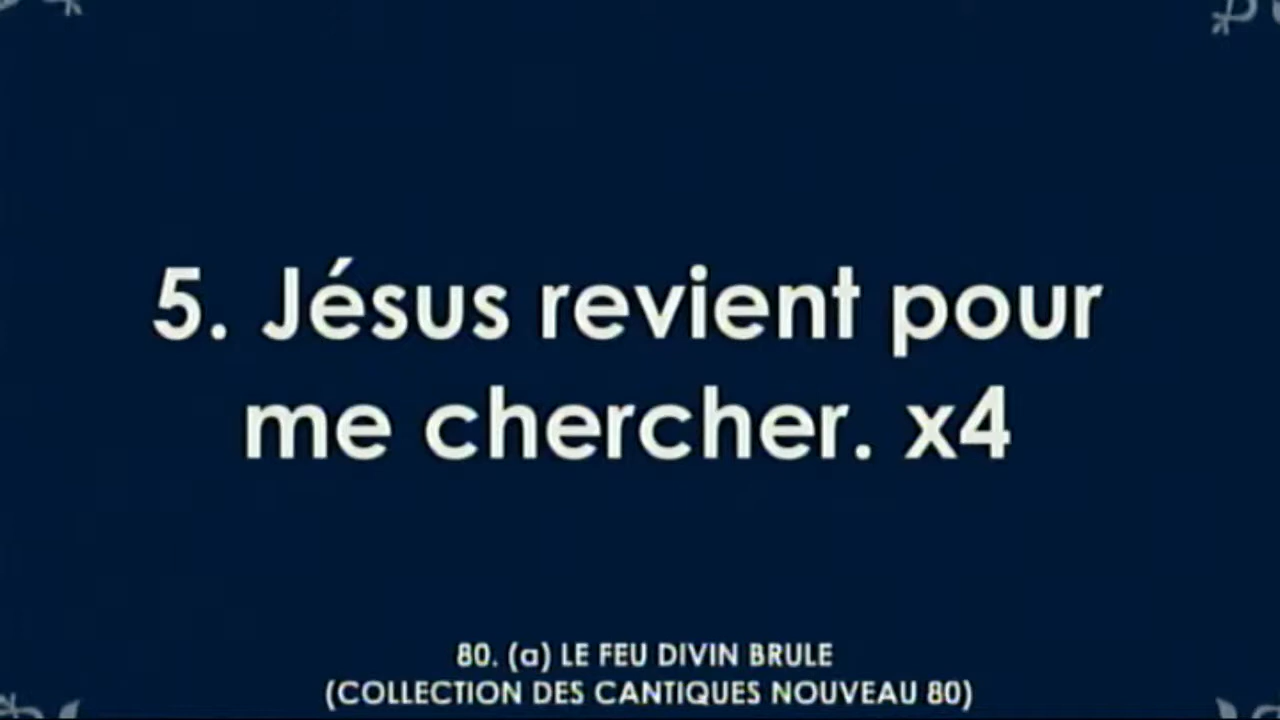 5. Jésus revient pour
me chercher. x4
80. (a) LE FEU DIVIN BRULE
(COLLECTION DES CANTIQUES NOUVEAU 80)